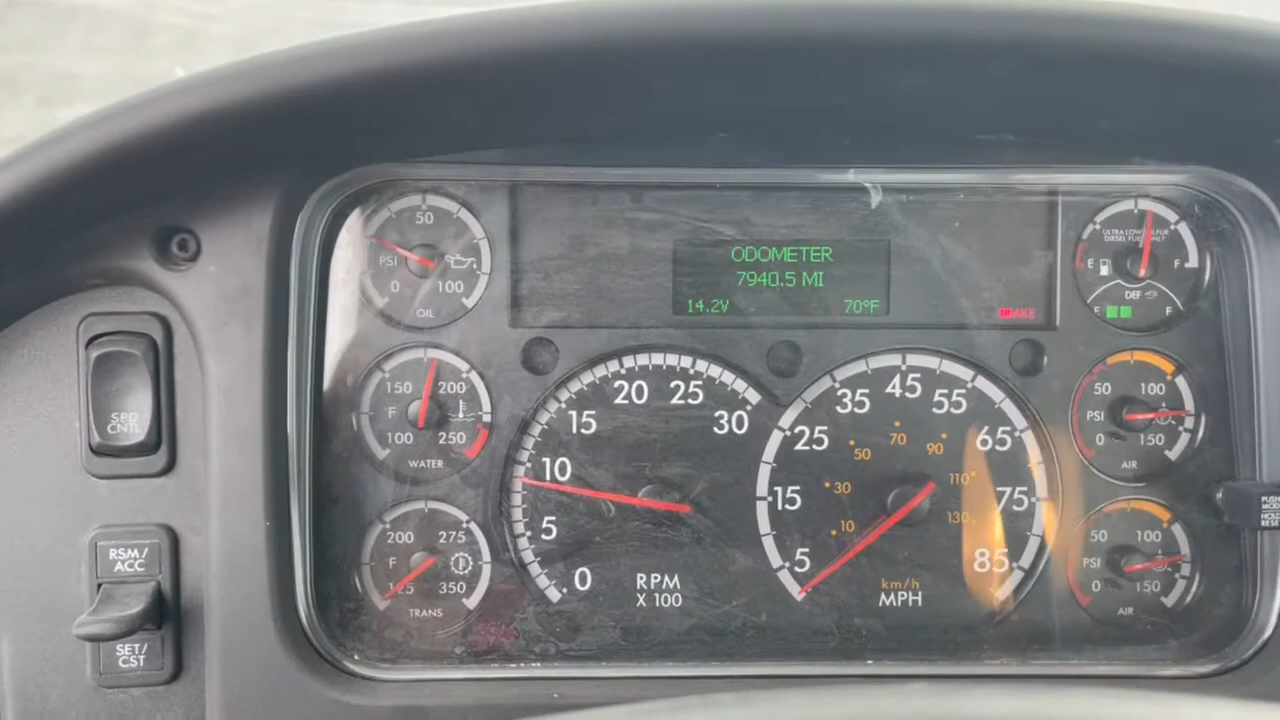 50
PSI
0 100
OIL
ODOMETER
7940.5 MI
14.2V 70°F
ULTRA LOW SULFUR
DIESEL FUEL ONLY
E F
DEF
E F
150 200
F
100 250
WATER
200 275
F
125 350
TRANS
0
5
10
15
20
25
30
RPM
X 100
5
15
25
35
45
55
65
75
85
10
30
50
70
90
110
130
km/h
MPH
50 100
PSI
0 150
AIR
50 100
PSI
0 150
AIR
SPD
CNTL
RSM/
ACC
SET/
CST
PUSH